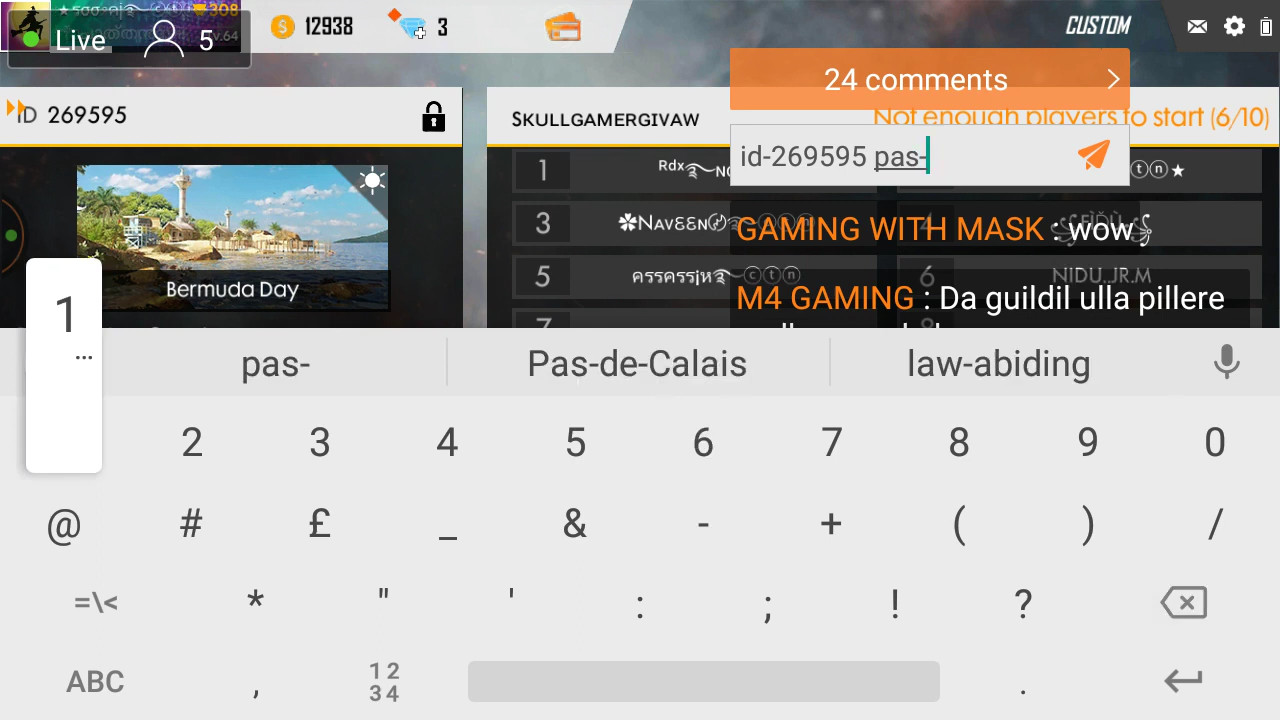 308
Live 5
v.64
12938
3
CUSTOM
24 comments
ID 269595
SKULLGAMERGIVAW
Not enough players to start (6/10)
id-269595 pas-
1
3
5
6
NIDU..JR.M
Bermuda Day
GAMING WITH MASK : wow
M4 GAMING : Da guildil ulla pillere
1
...
pas-
Pas-de-Calais
law-abiding
2 3 4 5 6 7 8 9 0
@ # £ _ & - + ( ) /
=\< * " ' : ; ! ?
ABC , 12 34 .